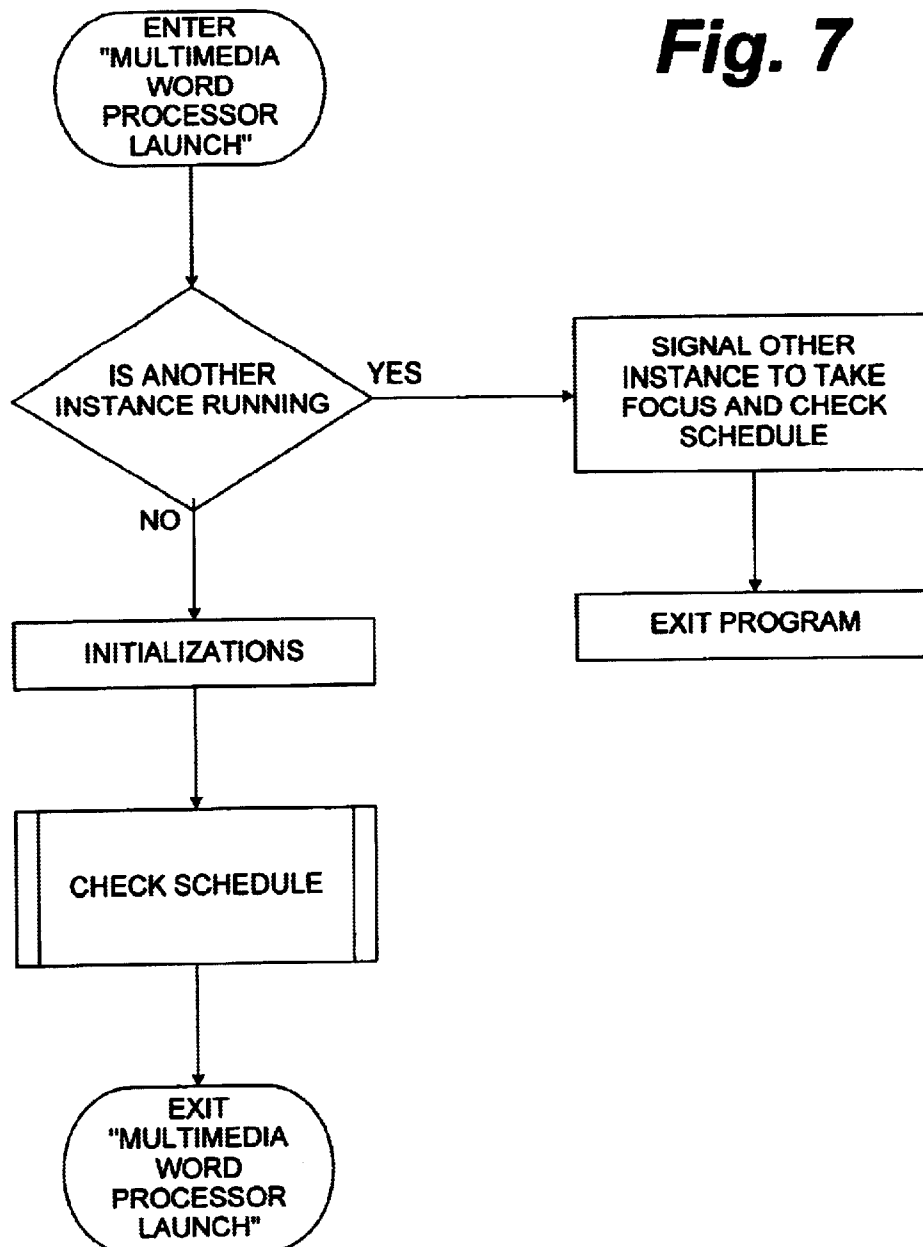 Fig. 7
ENTER
"MULTIMEDIA
WORD
PROCESSOR
LAUNCH"
IS ANOTHER
INSTANCE RUNNING
YES
SIGNAL OTHER
INSTANCE TO TAKE
FOCUS AND CHECK
SCHEDULE
NO
EXIT PROGRAM
INITIALIZATIONS
CHECK SCHEDULE
EXIT
"MULTIMEDIA
WORD
PROCESSOR
LAUNCH"